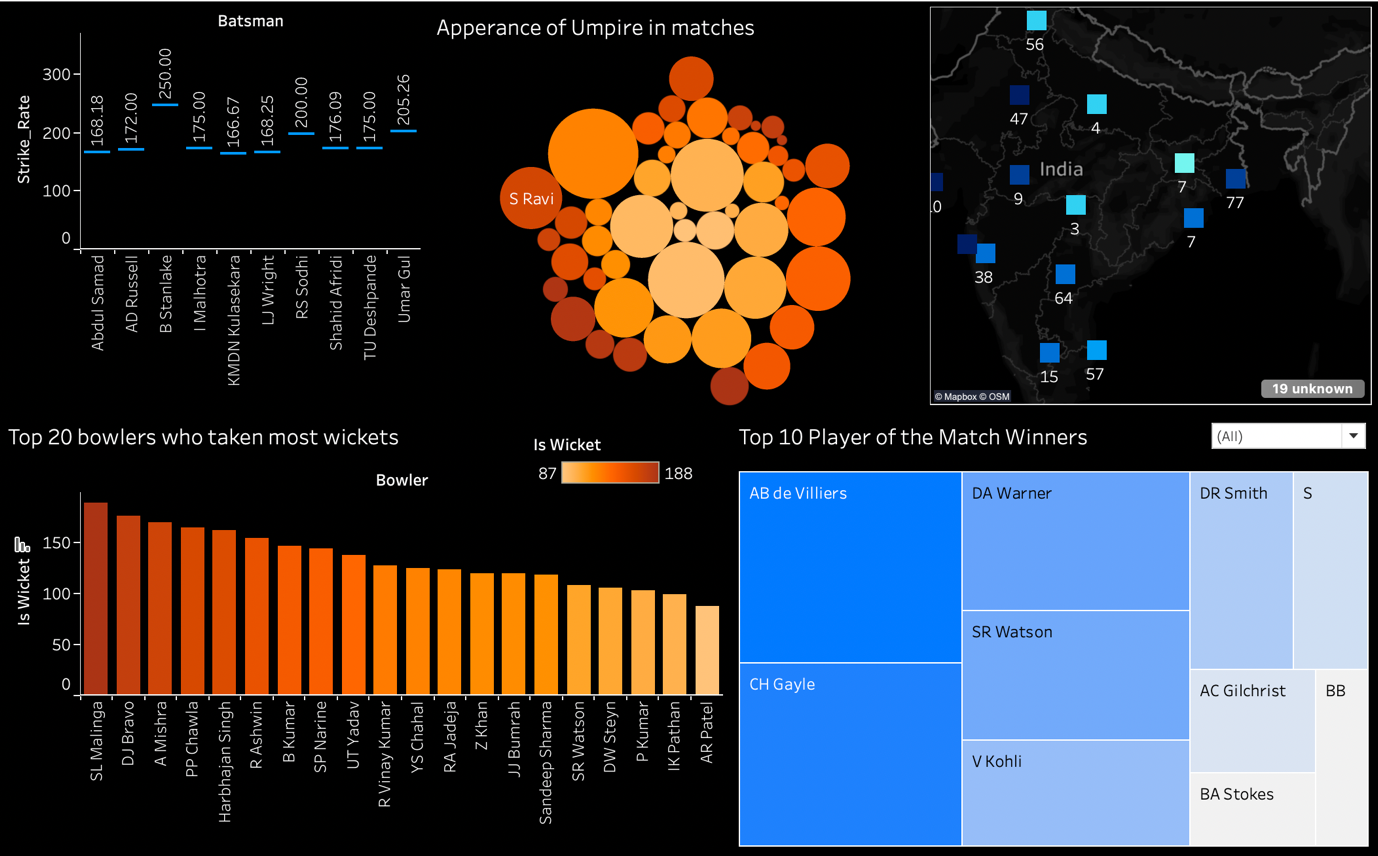 Batsman
Strike_Rate
300
200
100
0
168.18
172.00
250.00
175.00
166.67
168.25
200.00
176.09
175.00
205.26
Abdul Samad
AD Russell
B Stanlake
I Malhotra
KMDN Kulasekara
LJ Wright
RS Sodhi
Shahid Afridi
TU Deshpande
Umar Gul
Apperance of Umpire in matches
S Ravi
56
47
4
India
9
7
77
.0
3
7
38
64
15
57
19 unknown
© Mapbox © OSM
Top 20 bowlers who taken most wickets
Is Wicket
87
188
Bowler
Is Wicket
150
100
50
0
SL Malinga
DJ Bravo
A Mishra
PP Chawla
Harbhajan Singh
R Ashwin
B Kumar
SP Narine
UT Yadav
R Vinay Kumar
YS Chahal
RA Jadeja
Z Khan
JJ Bumrah
Sandeep Sharma
SR Watson
DW Steyn
P Kumar
IK Pathan
AR Patel
Top 10 Player of the Match Winners
(All)
AB de Villiers
DA Warner
DR Smith
S
SR Watson
CH Gayle
AC Gilchrist
BB
V Kohli
BA Stokes